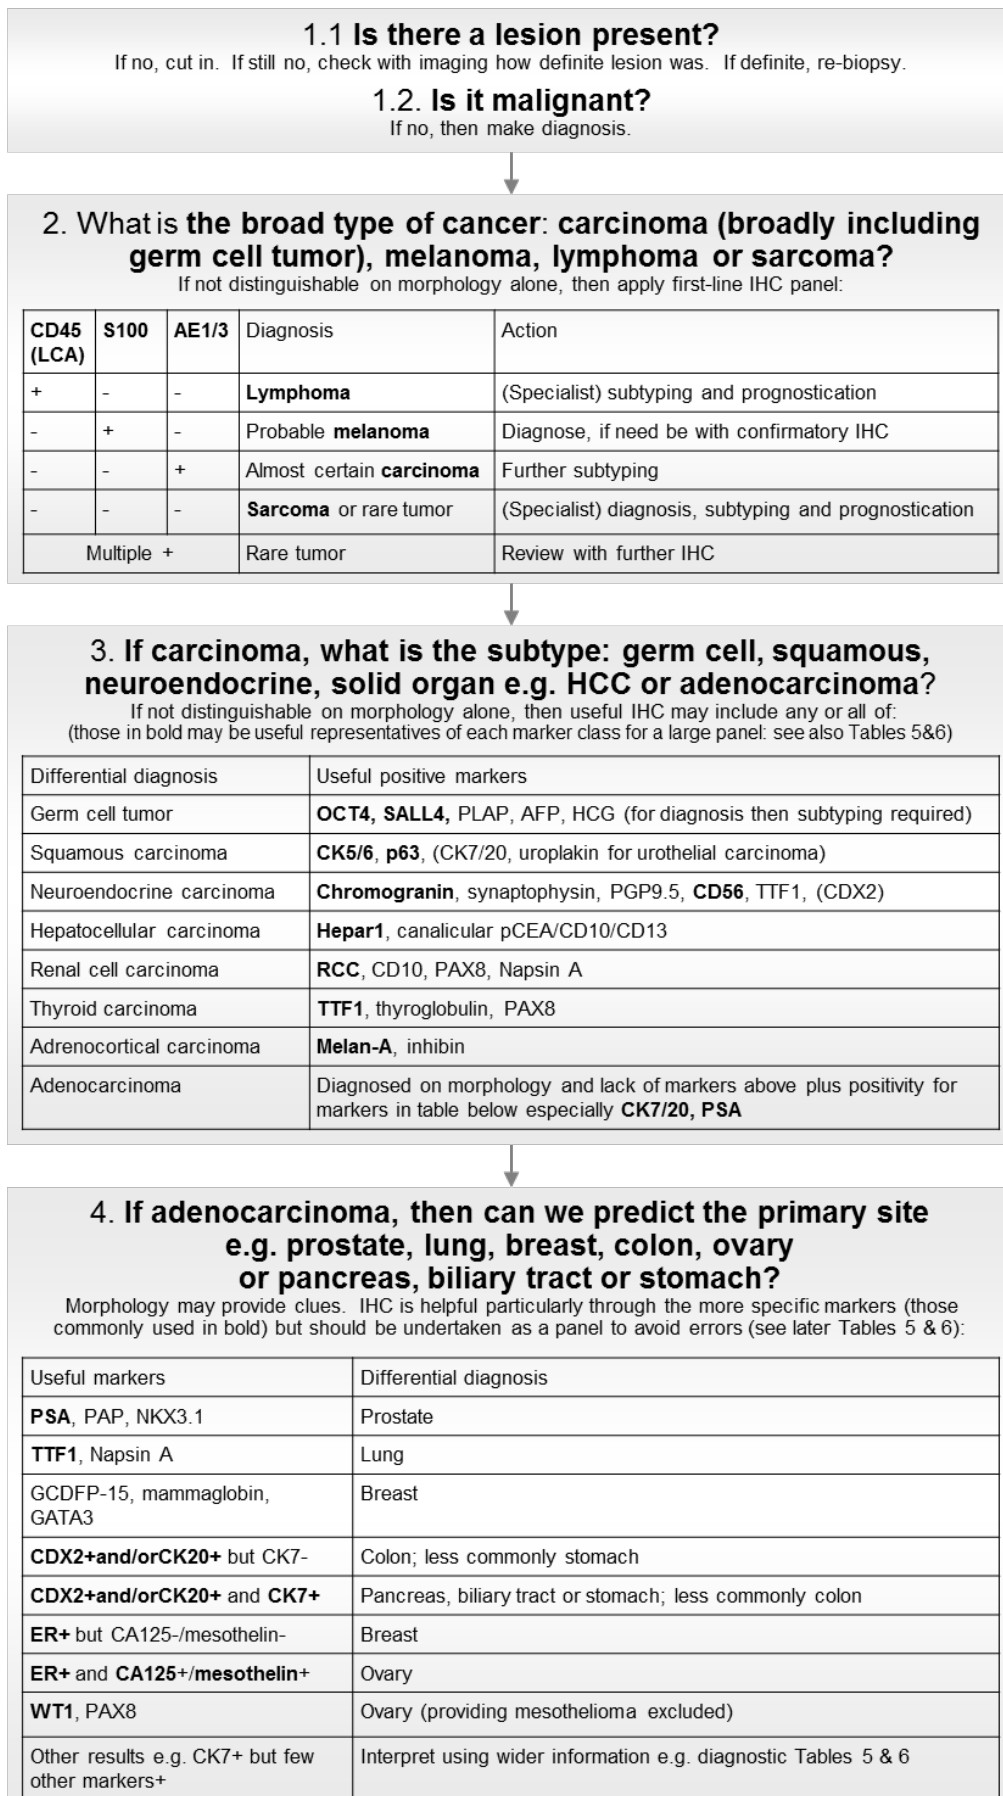 1.1 Is there a lesion present?
If no, cut in. If still no, check with imaging how definite lesion was. If definite, re-biopsy.
1.2. Is it malignant?
If no, then make diagnosis.
2. What is the broad type of cancer: carcinoma (broadly including
germ cell tumor), melanoma, lymphoma or sarcoma?
If not distinguishable on morphology alone, then apply first-line IHC panel:
CD45 (LCA) S100 AE1/3 Diagnosis Action
+ - - Lymphoma (Specialist) subtyping and prognostication
- + - Probable melanoma Diagnose, if need be with confirmatory IHC
- - + Almost certain carcinoma Further subtyping
- - - Sarcoma or rare tumor (Specialist) diagnosis, subtyping and prognostication
Multiple + Rare tumor Review with further IHC
3. If carcinoma, what is the subtype: germ cell, squamous,
neuroendocrine, solid organ e.g. HCC or adenocarcinoma?
If not distinguishable on morphology alone, then useful IHC may include any or all of:
(those in bold may be useful representatives of each marker class for a large panel: see also Tables 5&6)
Differential diagnosis Useful positive markers
Germ cell tumor OCT4, SALL4, PLAP, AFP, HCG (for diagnosis then subtyping required)
Squamous carcinoma CK5/6, p63, (CK7/20, uroplakin for urothelial carcinoma)
Neuroendocrine carcinoma Chromogranin, synaptophysin, PGP9.5, CD56, TTF1, (CDX2)
Hepatocellular carcinoma Hepar1, canalicular pCEA/CD10/CD13
Renal cell carcinoma RCC, CD10, PAX8, Napsin A
Thyroid carcinoma TTF1, thyroglobulin, PAX8
Adrenocortical carcinoma Melan-A, inhibin
Adenocarcinoma Diagnosed on morphology and lack of markers above plus positivity for
markers in table below especially CK7/20, PSA
4. If adenocarcinoma, then can we predict the primary site
e.g. prostate, lung, breast, colon, ovary
or pancreas, biliary tract or stomach?
Morphology may provide clues. IHC is helpful particularly through the more specific markers (those
commonly used in bold) but should be undertaken as a panel to avoid errors (see later Tables 5 & 6):
Useful markers Differential diagnosis
PSA, PAP, NKX3.1 Prostate
TTF1, Napsin A Lung
GCDFP-15, mammaglobin, Breast
GATA3
CDX2+and/orCK20+ but CK7- Colon; less commonly stomach
CDX2+and/orCK20+ and CK7+ Pancreas, biliary tract or stomach; less commonly colon
ER+ but CA125-/mesothelin- Breast
ER+ and CA125+/mesothelin+ Ovary
WT1, PAX8 Ovary (providing mesothelioma excluded)
Other results e.g. CK7+ but few Interpret using wider information e.g. diagnostic Tables 5 & 6
other markers+